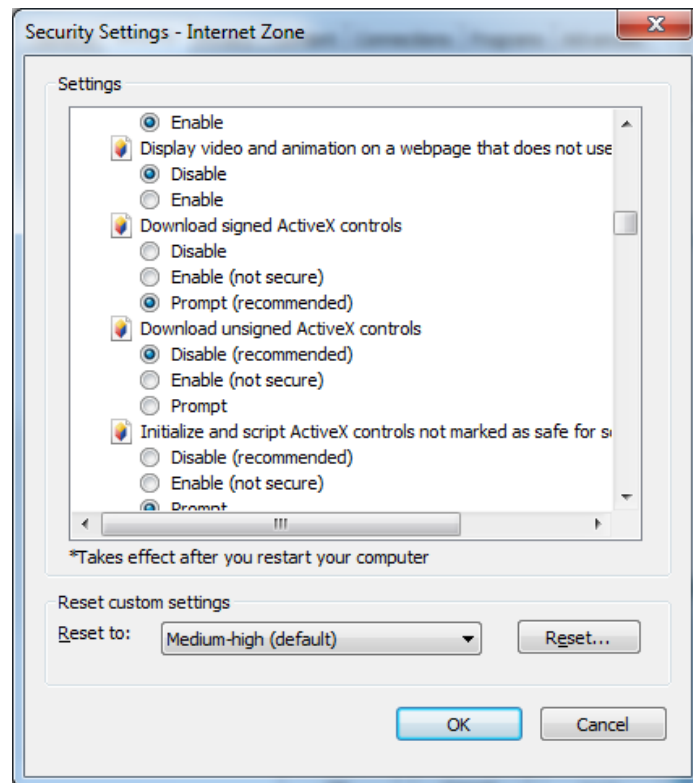 Security Settings - Internet Zone
Settings
Enable
Display video and animation on a webpage that does not use
Disable
Enable
Download signed ActiveX controls
Disable
Enable (not secure)
Prompt (recommended)
Download unsigned ActiveX controls
Disable (recommended)
Enable (not secure)
Prompt
Initialize and script ActiveX controls not marked as safe for
Disable (recommended)
Enable (not secure)
Prompt
*Takes effect after you restart your computer
Reset custom settings
Reset to: Medium-high (default) Reset...
OK Cancel